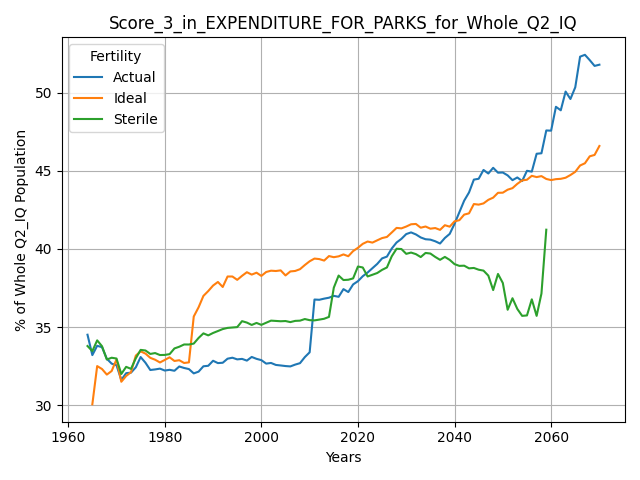 Score_3_in_EXPENDITURE_FOR_PARKS_for_Whole_Q2_IQ
Fertility
Actual
Ideal
Sterile
% of Whole Q2_IQ Population
50
45
40
35
30
1960
1980
2000
2020
2040
2060
Years